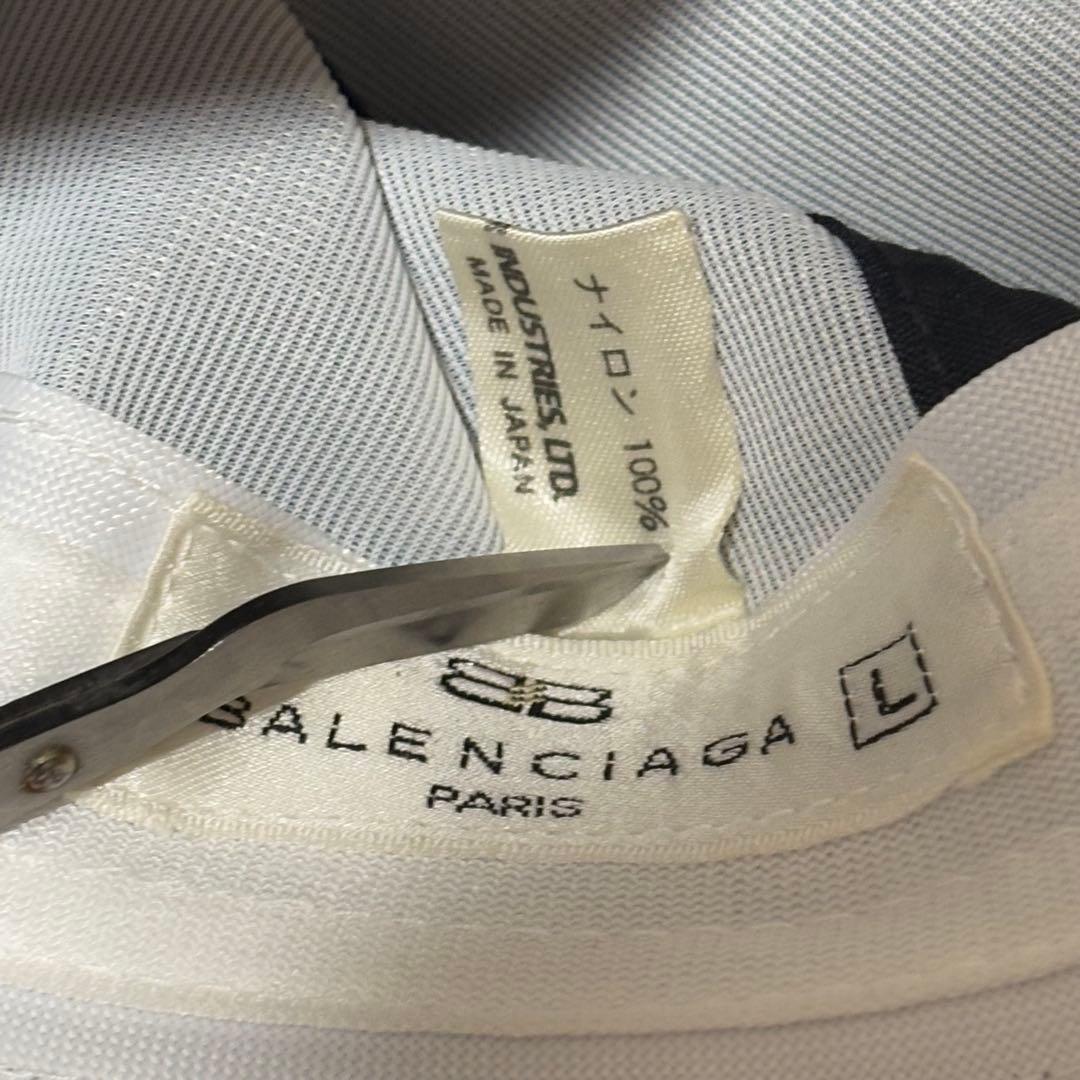 ナイロン 100%
INDUSTRIES, LTD.
MADE IN JAPAN
BALENCIAGA
PARIS
L